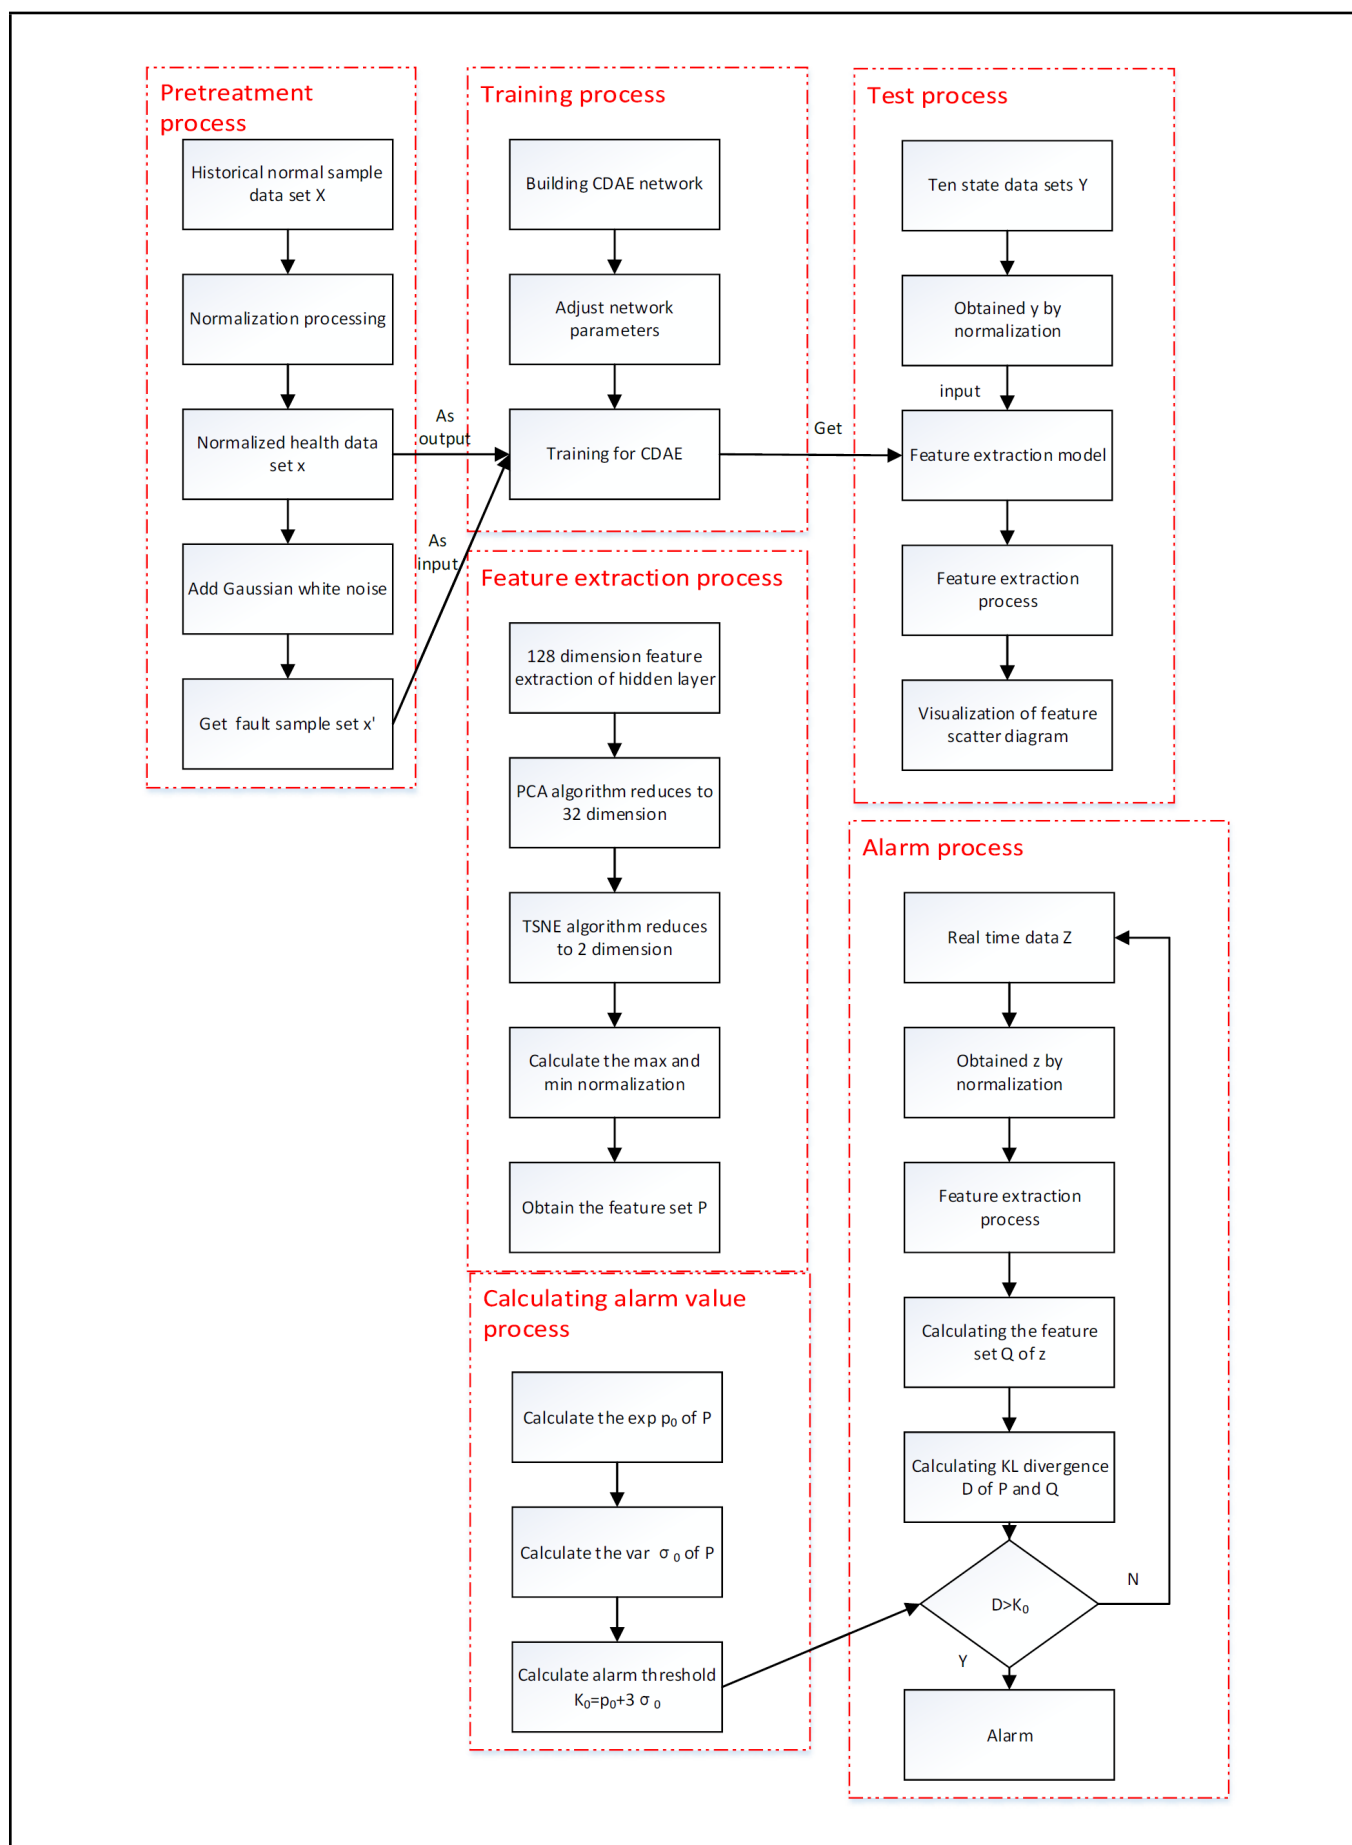 Pretreatment
process
Historical normal sample
data set X
Normalization processing
Normalized health data
set x
Add Gaussian white noise
Get fault sample set x'
As
output
As
input
Training process
Building CDAE network
Adjust network
parameters
Training for CDAE
Get
Test process
Ten state data sets Y
Obtained y by
normalization
input
Feature extraction model
Feature extraction
process
Visualization of feature
scatter diagram
Feature extraction process
128 dimension feature
extraction of hidden layer
PCA algorithm reduces to
32 dimension
TSNE algorithm reduces
to 2 dimension
Calculate the max and
min normalization
Obtain the feature set P
Calculating alarm value
process
Calculate the exp p₀ of P
Calculate the var σ₀ of P
Calculate alarm threshold
K₀=p₀+3 σ₀
Alarm process
Real time data Z
Obtained z by
normalization
Feature extraction
process
Calculating the feature
set Q of z
Calculating KL divergence
D of P and Q
D>K₀
N
Y
Alarm